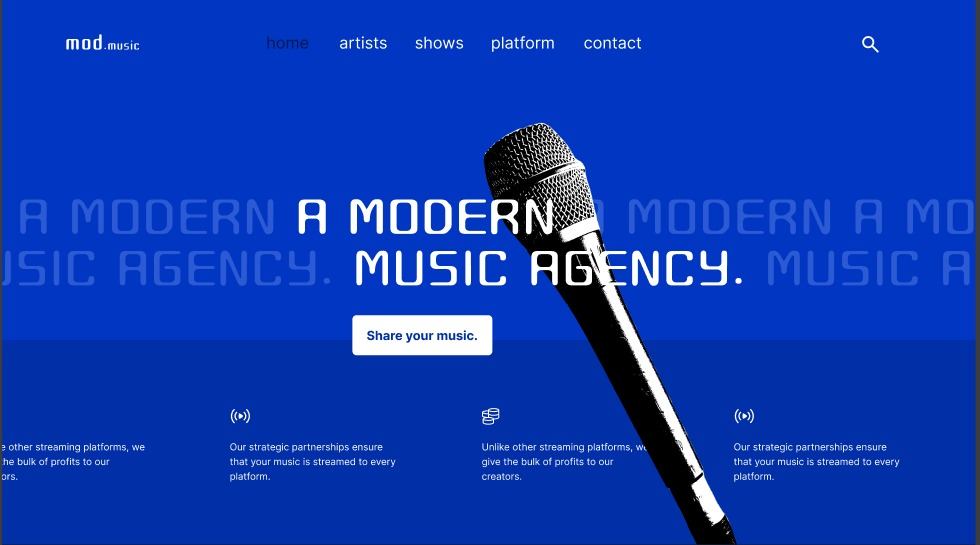 mod.music
home artists shows platform contact
A MODERN A MODERN MODERN A MO
USIC AGENCY. MUSIC AGENCY. MUSIC A
Share your music.
e other streaming platforms, we
the bulk of profits to our
ors.
Our strategic partnerships ensure
that your music is streamed to every
platform.
Unlike other streaming platforms, we
give the bulk of profits to our
creators.
Our strategic partnerships ensure
that your music is streamed to every
platform.